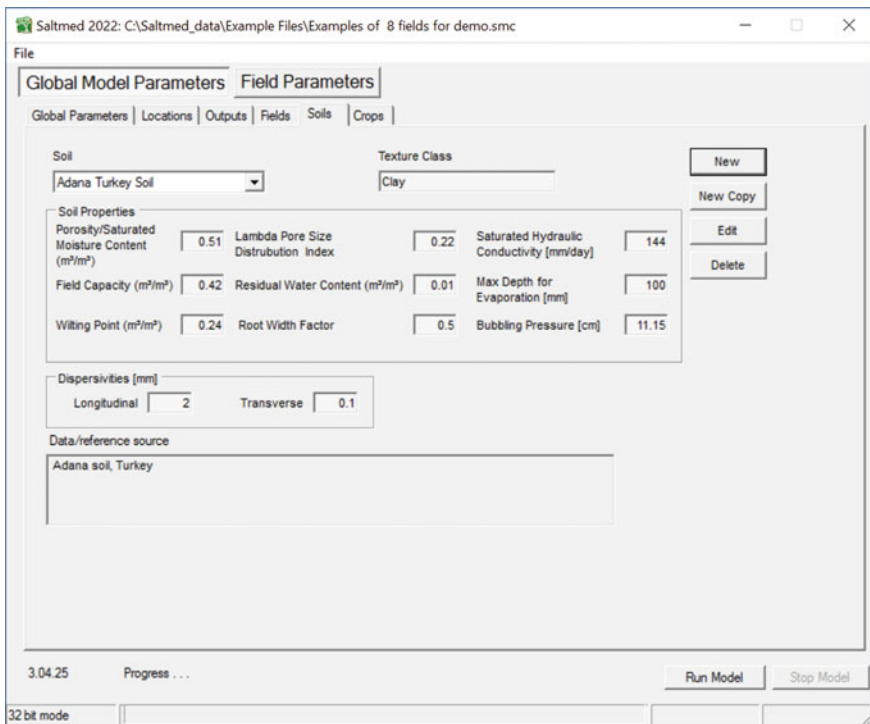 Saltmed 2022: C:\Saltmed_data\Example Files\Examples of 8 fields for demo.smc
File
Global Model Parameters Field Parameters
Global Parameters Locations Outputs Fields Soils Crops
Soil
Adana Turkey Soil
Texture Class
Clay
New
New Copy
Edit
Delete
Soil Properties
Porosity/Saturated
Moisture Content
(m³/m³)
0.51
Lambda Pore Size
Distrubution Index
0.22
Saturated Hydraulic
Conductivity [mm/day]
144
Field Capacity (m³/m³) 0.42
Residual Water Content (m³/m³) 0.01
Max Depth for
Evaporation [mm]
100
Wilting Point (m³/m³) 0.24
Root Width Factor 0.5
Bubbling Pressure [cm] 11.15
Dispersivities [mm]
Longitudinal 2 Transverse 0.1
Data/reference source
Adana soil, Turkey
3.04.25 Progress . . .
Run Model Stop Model
32 bit mode